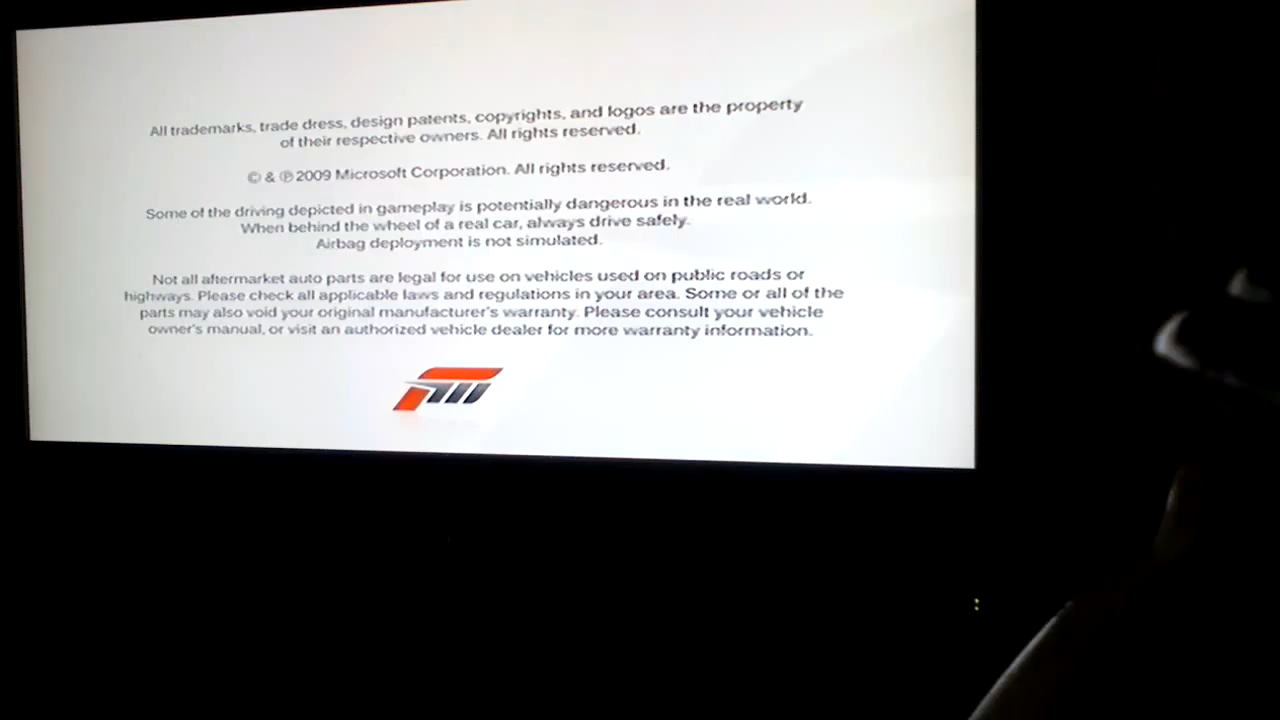 All trademarks, trade dress, design patents, copyrights, and logos are the property
of their respective owners. All rights reserved.
© & ℗ 2009 Microsoft Corporation. All rights reserved.
Some of the driving depicted in gameplay is potentially dangerous in the real world.
When behind the wheel of a real car, always drive safely.
Airbag deployment is not simulated.
Not all aftermarket auto parts are legal for use on vehicles used on public roads or
highways. Please check all applicable laws and regulations in your area. Some or all of the
parts may also void your original manufacturer's warranty. Please consult your vehicle
owner's manual, or visit an authorized vehicle dealer for more warranty information.